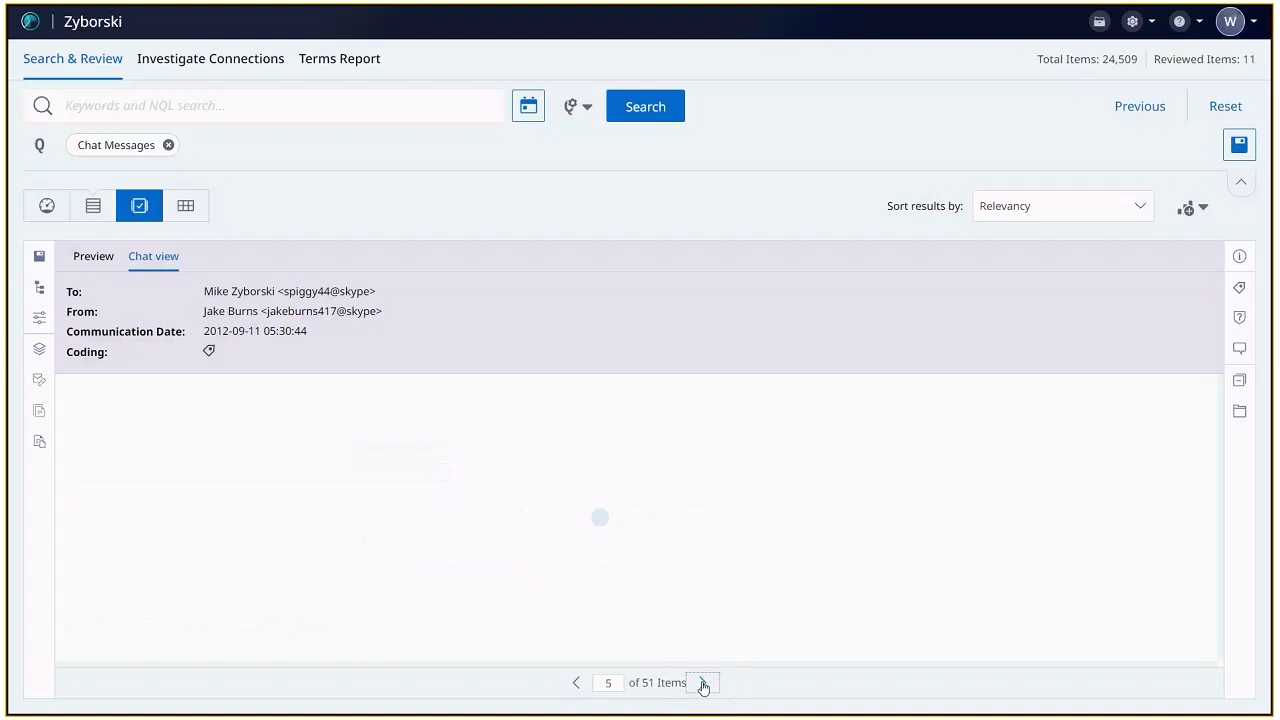 Zyborski
W
Search & Review Investigate Connections Terms Report
Total Items: 24,509 Reviewed Items: 11
Keywords and NQL search...
Search
Previous Reset
Q Chat Messages
Sort results by: Relevancy
Preview Chat view
To: Mike Zyborski <spiggy44@skype>
From: Jake Burns <jakeburns417@skype>
Communication Date: 2012-09-11 05:30:44
Coding:
5 of 51 Items